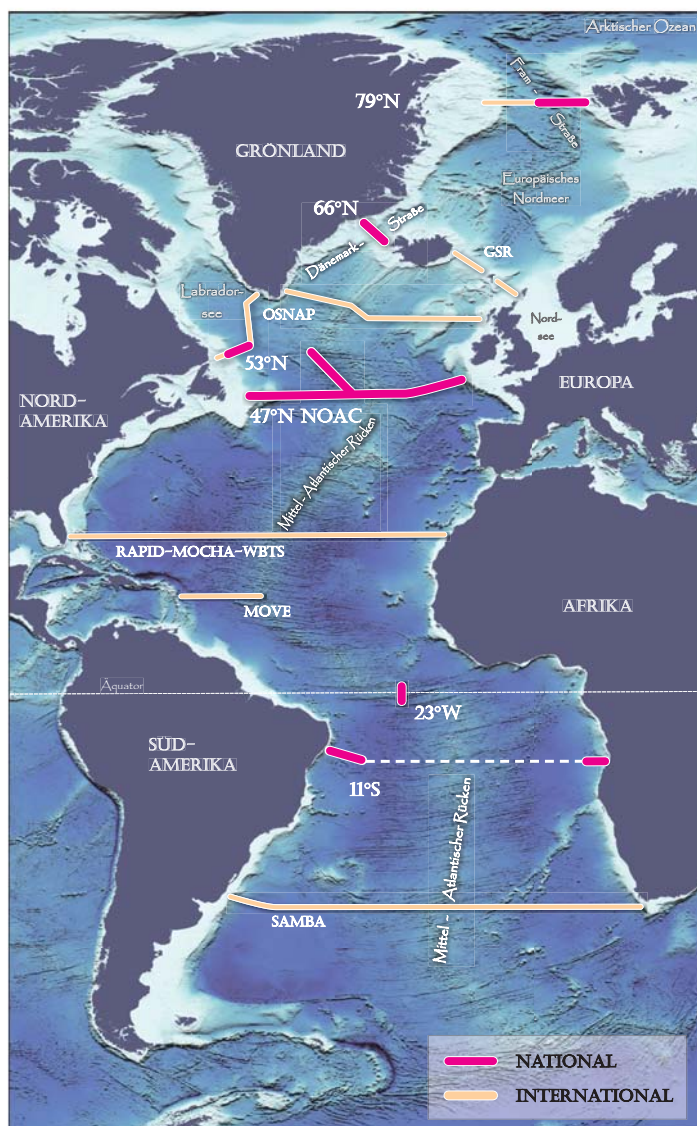 Arktischer Ozean
Fram-
Straße
79°N
GRÖNLAND
Europäisches
Nordmeer
66°N
Dänemark-
Straße
GSR
Labrador-
see
OSNAP
Nord-
see
53°N
EUROPA
NORD-
AMERIKA
47°N NOAC
Mittel-Atlantischer Rücken
RAPID-MOCHA-WBTS
MOVE
AFRIKA
Äquator
23°W
SÜD-
AMERIKA
11°S
Mittel - Atlantischer Rücken
SAMBA
NATIONAL
INTERNATIONAL